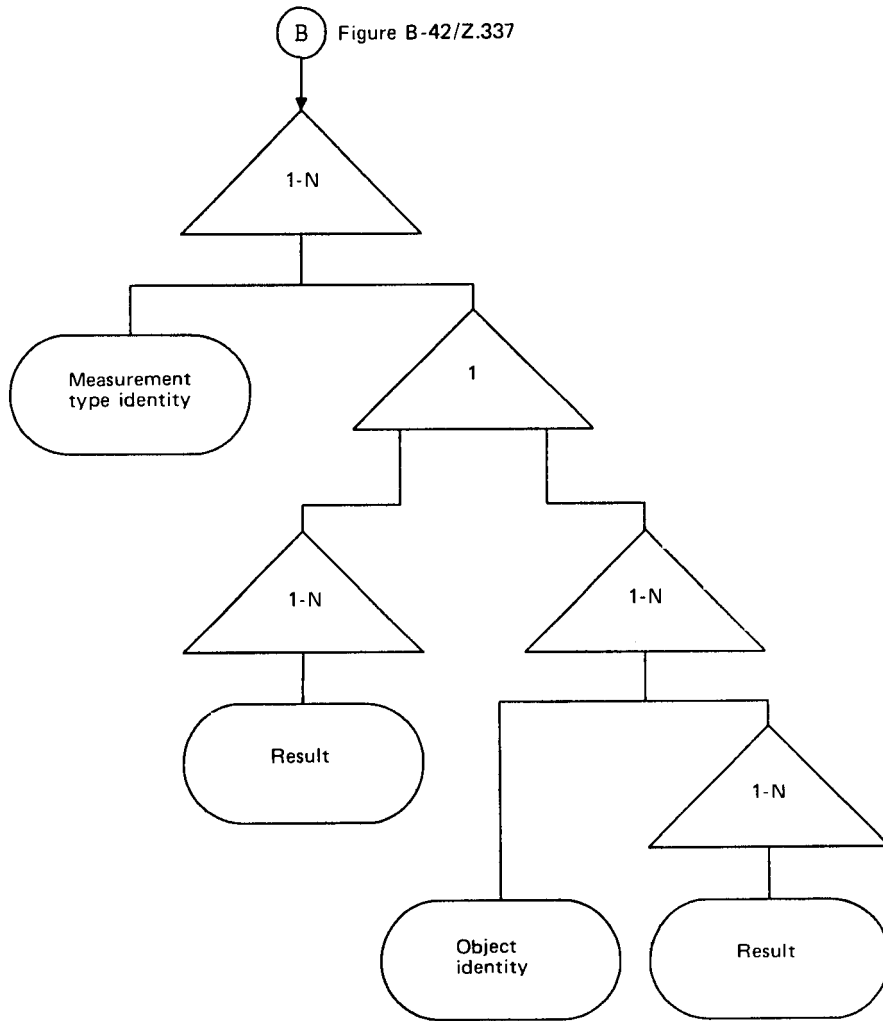 B Figure B-42/Z.337
1-N
Measurement
type identity
1
1-N
1-N
Result
1-N
Object
identity
Result